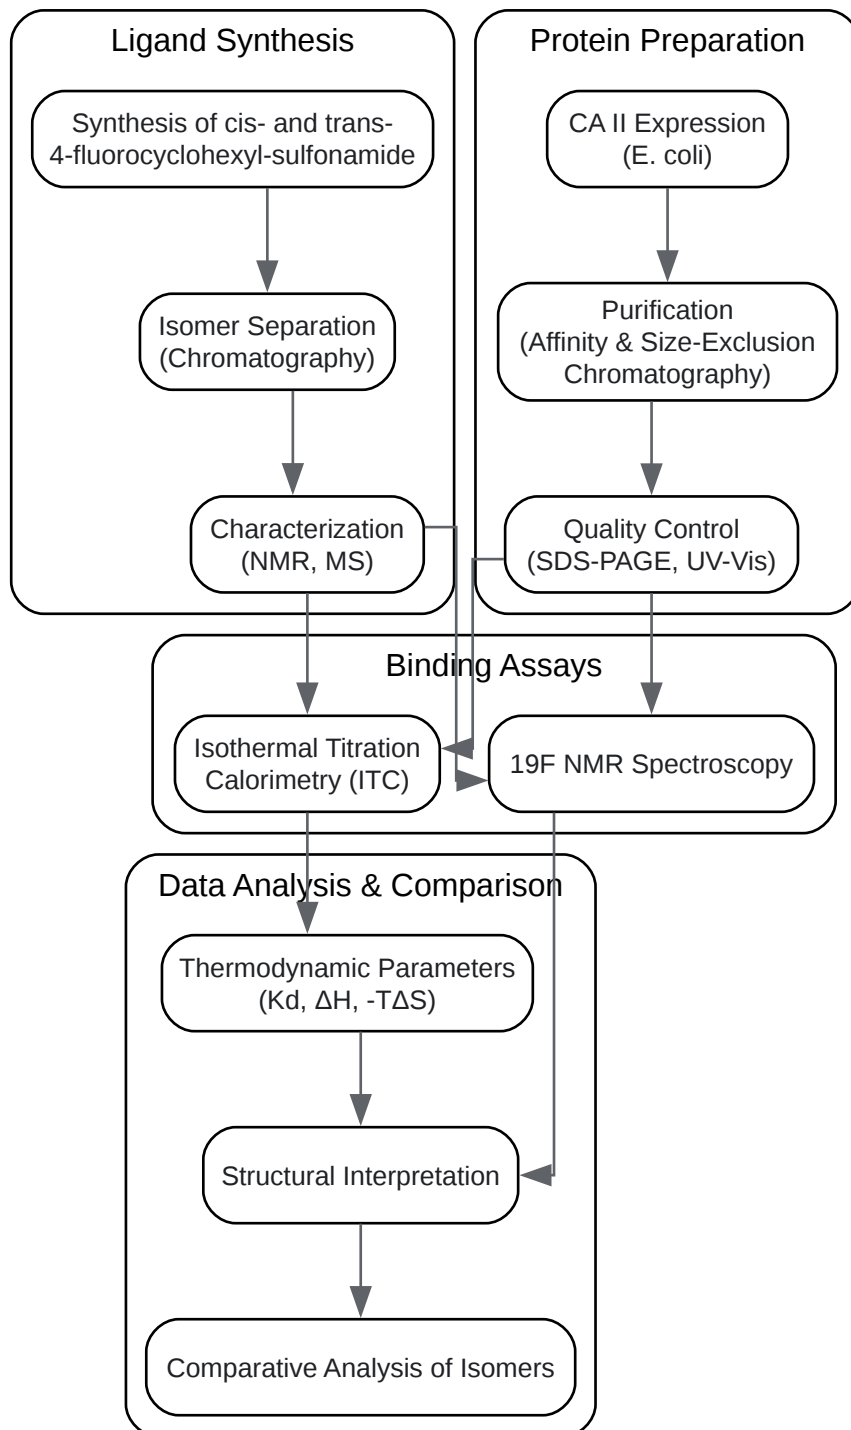 Ligand Synthesis
Synthesis of cis- and trans-
4-fluorocyclohexyl-sulfonamide
Isomer Separation
(Chromatography)
Characterization
(NMR, MS)
Protein Preparation
CA II Expression
(E. coli)
Purification
(Affinity & Size-Exclusion
Chromatography)
Quality Control
(SDS-PAGE, UV-Vis)
Binding Assays
Isothermal Titration
Calorimetry (ITC)
19F NMR Spectroscopy
Data Analysis & Comparison
Thermodynamic Parameters
(Kd, ΔH, -TΔS)
Structural Interpretation
Comparative Analysis of Isomers